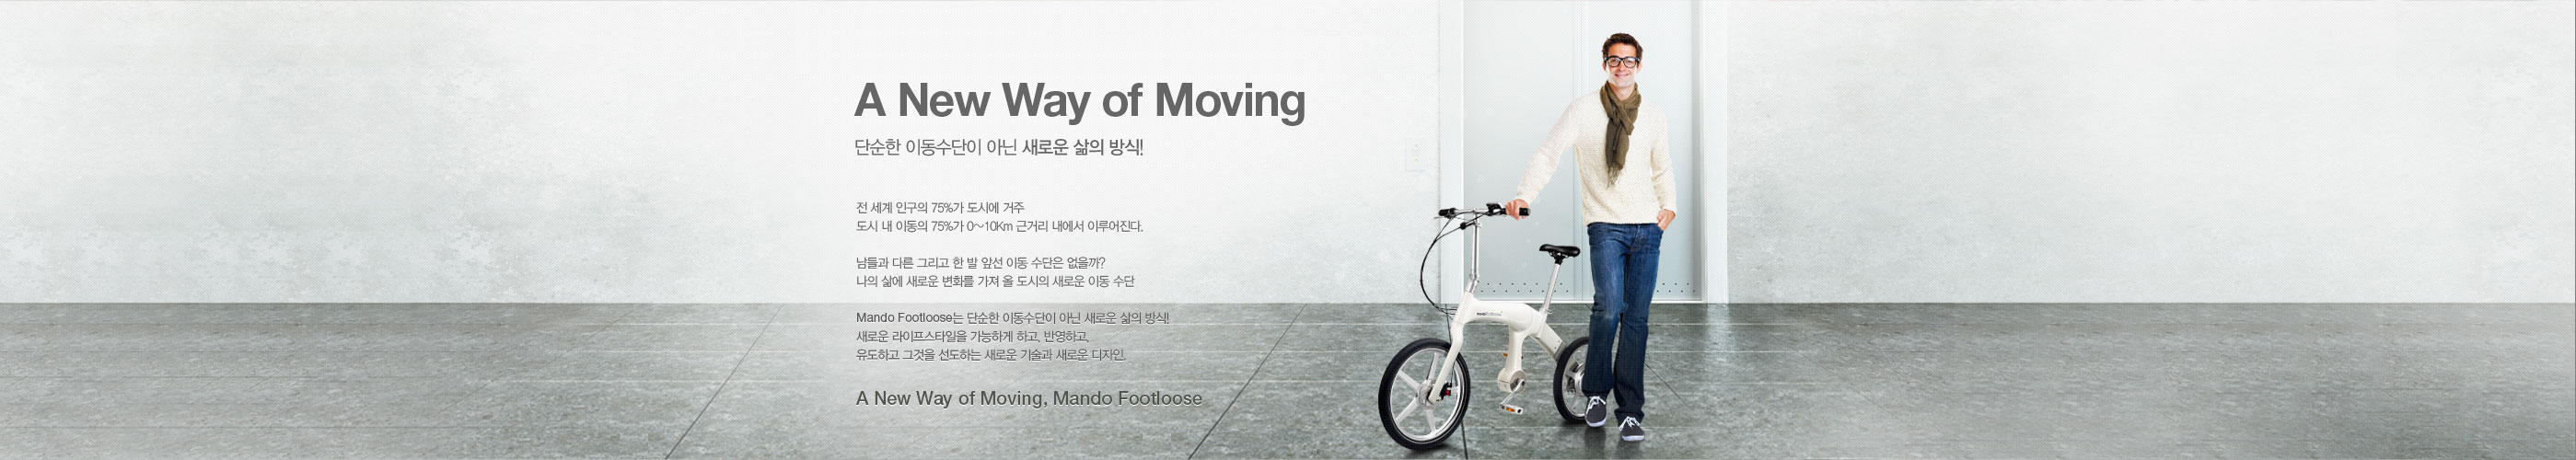 A New Way of Moving
단순한 이동수단이 아닌 새로운 삶의 방식!
전 세계 인구의 75%가 도시에 거주
도시 내 이동의 75%가 0~10Km 근거리 내에서 이루어진다.
남들과 다른 그리고 한 발 앞선 이동 수단은 없을까?
나의 삶에 새로운 변화를 가져 올 도시의 새로운 이동 수단
Mando Footloose는 단순한 이동수단이 아닌 새로운 삶의 방식!
새로운 라이프스타일을 가능하게 하고, 반영하고,
유도하고 그것을 선도하는 새로운 기술과 새로운 디자인.
A New Way of Moving, Mando Footloose